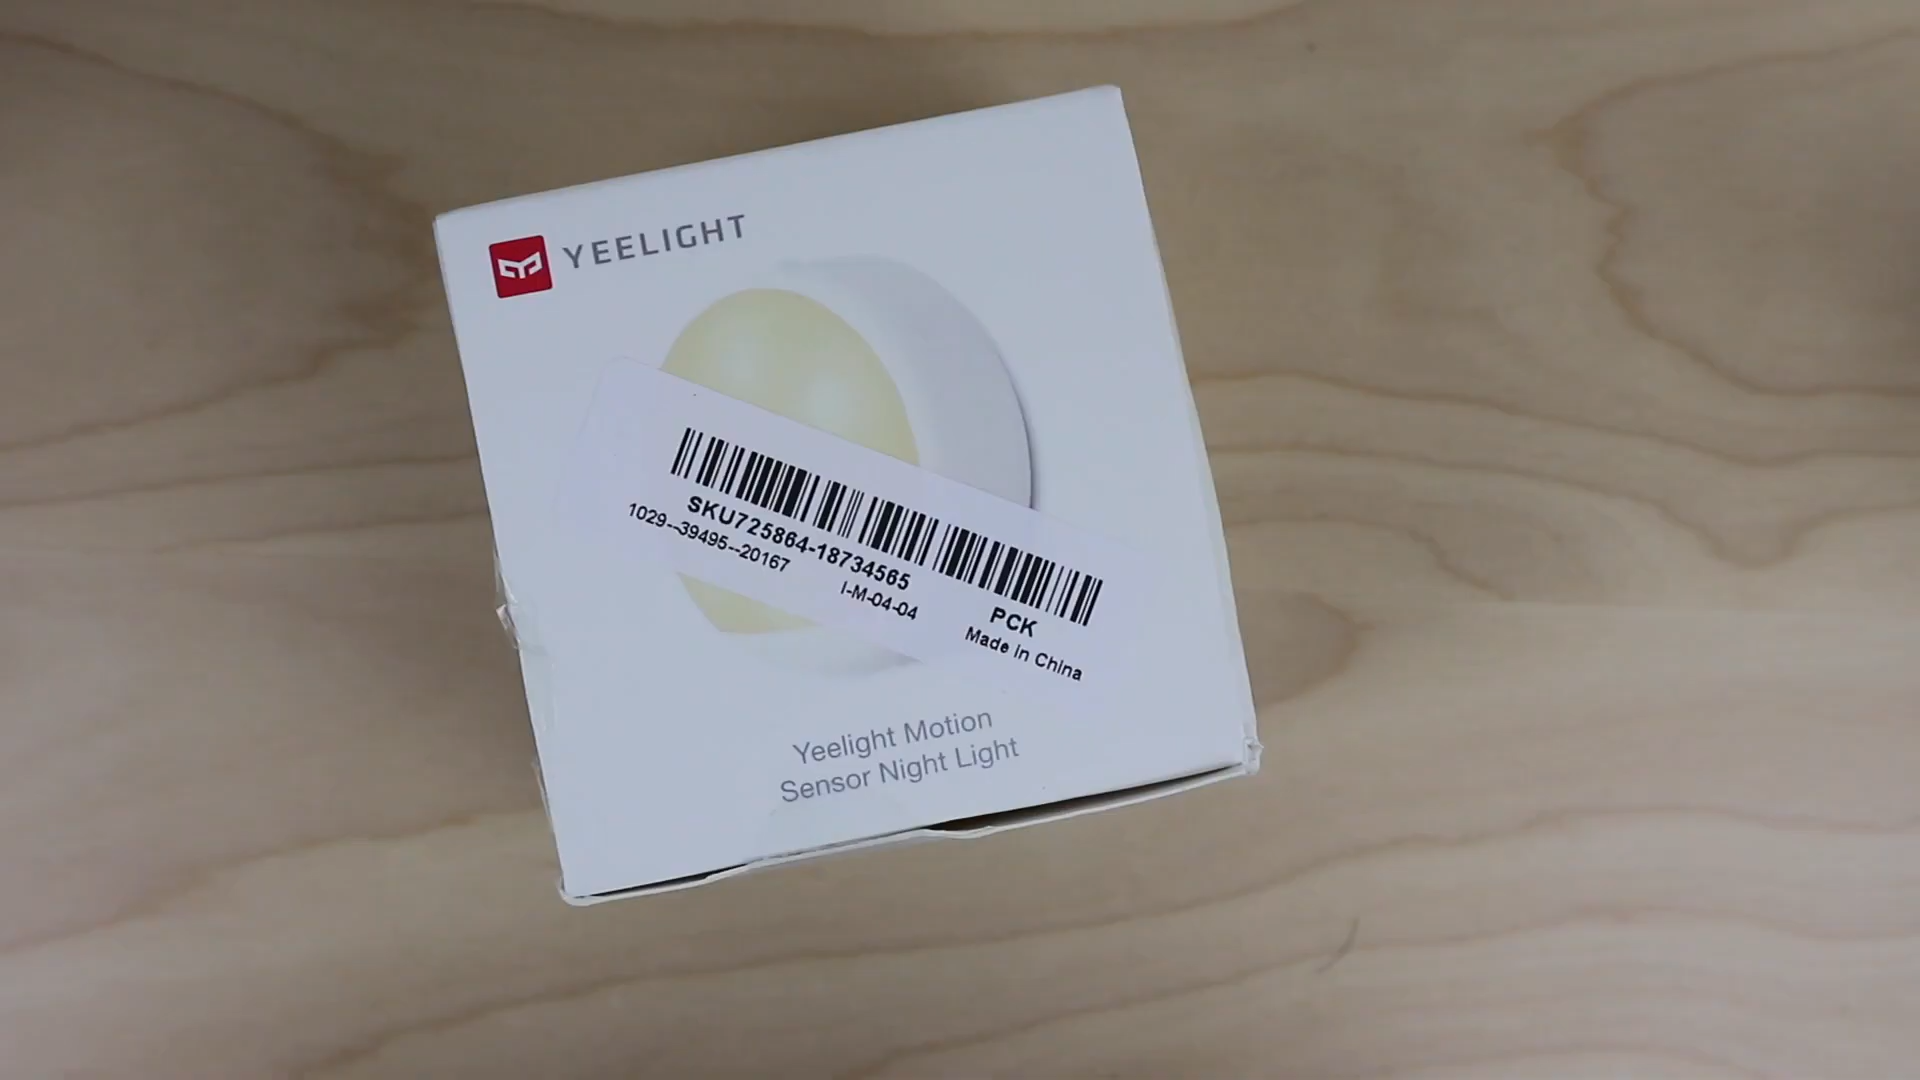 YEELIGHT
SKU725864-18734565
1029--39495--20167
I-M-04-04
PCK
Made in China
Yeelight Motion
Sensor Night Light